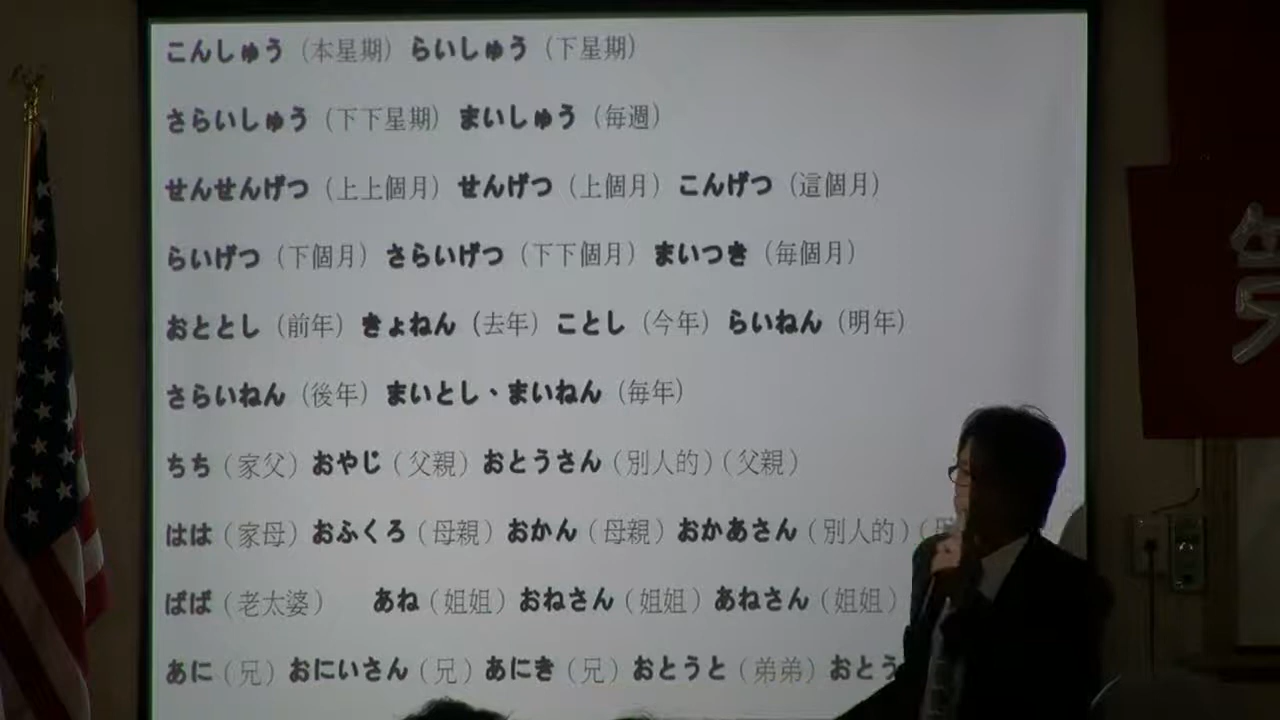 こんしゅう（本星期）らいしゅう（下星期）
さらいしゅう（下下星期）まいしゅう（毎週）
せんせんげつ（上上個月）せんげつ（上個月）こんげつ（這個月）
らいげつ（下個月）さらいげつ（下下個月）まいつき（毎個月）
おととし（前年）きょねん（去年）ことし（今年）らいねん（明年）
さらいねん（後年）まいとし・まいねん（毎年）
ちち（家父）おやじ（父親）おとうさん（別人的）（父親）
はは（家母）おふくろ（母親）おかん（母親）おかあさん（別人的）（
ばば（老太婆）　あね（姐姐）おねさん（姐姐）あねさん（姐姐）
あに（兄）おにいさん（兄）あにき（兄）おとうと（弟弟）おとう